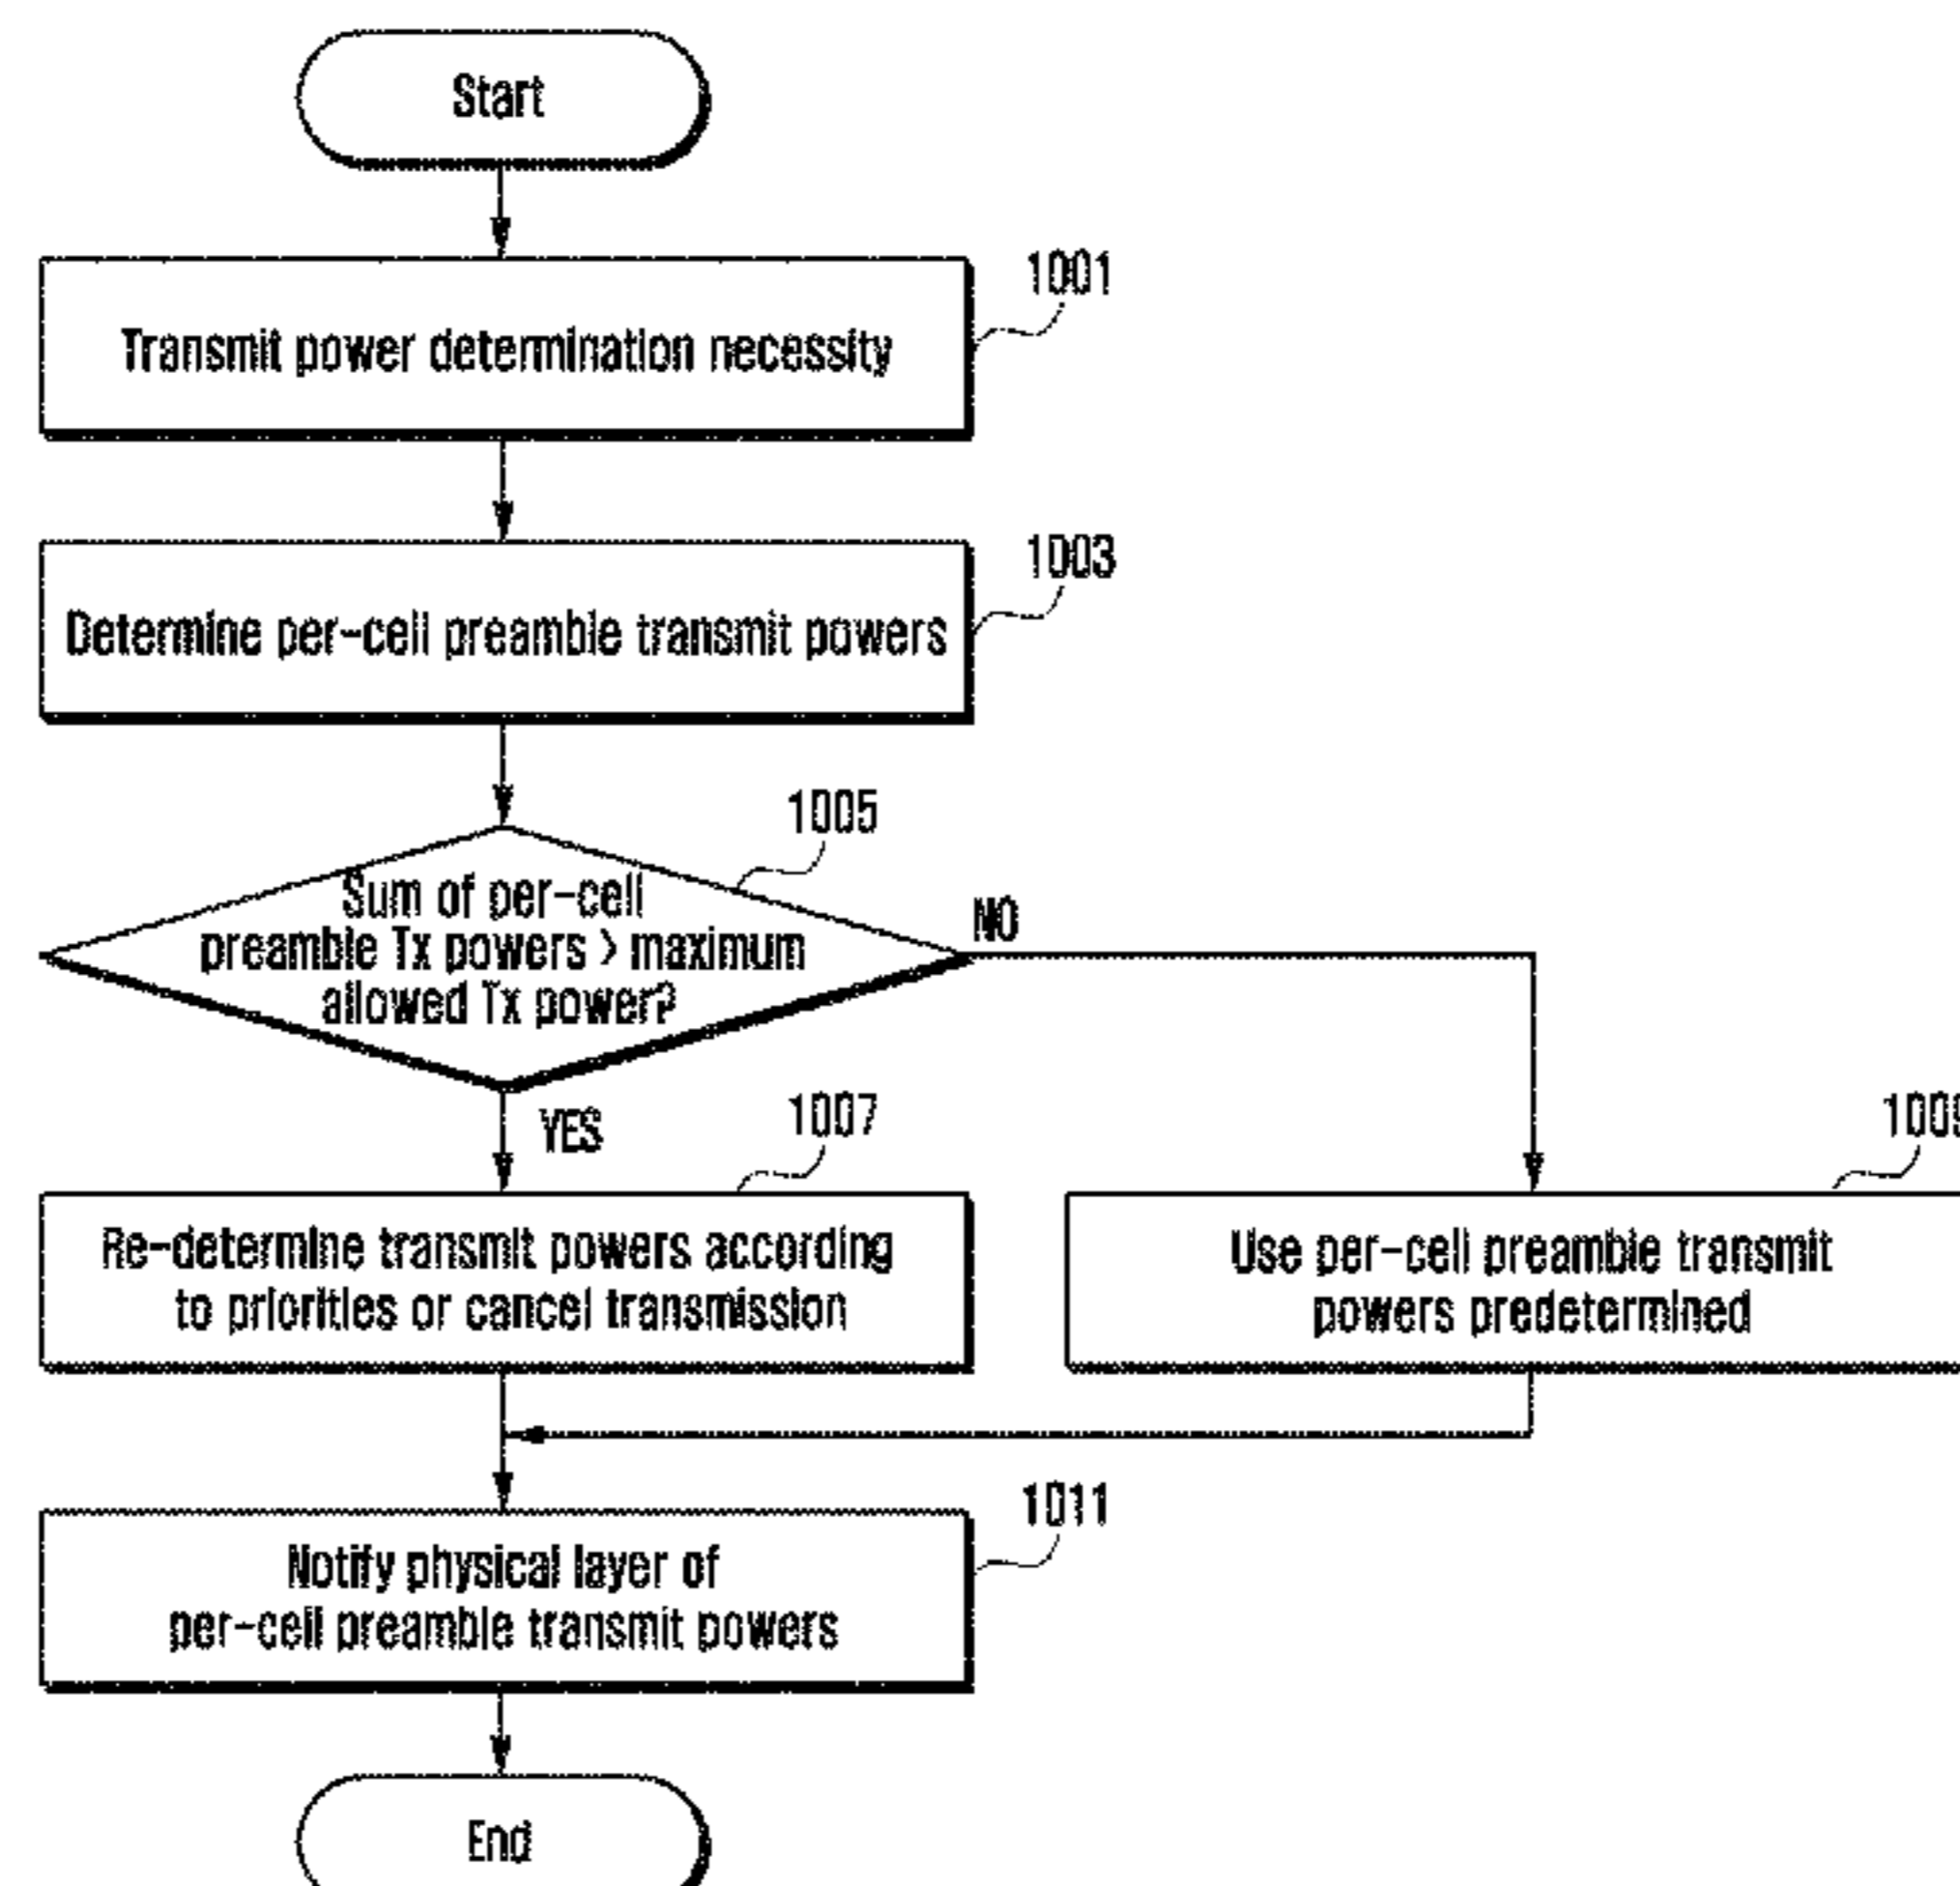 Start
1001
Transmit power determination necessity
1003
Determine per-cell preamble transmit powers
1005
Sum of per-cell
preamble Tx powers > maximum
allowed Tx power?
NO
YES
1007
1009
Re-determine transmit powers according
to priorities or cancel transmission
Use per-cell preamble transmit
powers predetermined
1011
Notify physical layer of
per-cell preamble transmit powers
End